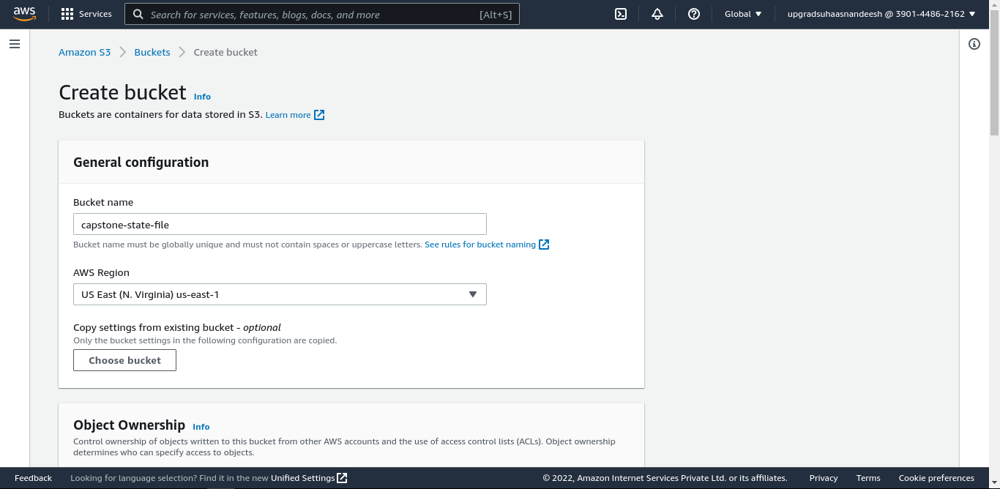 aws Services Search for services, features, blogs, docs, and more [Alt+S] Global upgradsuhaasnandeesh @ 3901-4486-2162
Amazon S3 Buckets Create bucket
Create bucket Info
Buckets are containers for data stored in S3. Learn more
General configuration
Bucket name
capstone-state-file
Bucket name must be globally unique and must not contain spaces or uppercase letters. See rules for bucket naming
AWS Region
US East (N. Virginia) us-east-1
Copy settings from existing bucket - optional
Only the bucket settings in the following configuration are copied.
Choose bucket
Object Ownership Info
Control ownership of objects written to this bucket from other AWS accounts and the use of access control lists (ACLs). Object ownership
determines who can specify access to objects.
Feedback Looking for language selection? Find it in the new Unified Settings © 2022, Amazon Internet Services Private Ltd. or its affiliates. Privacy Terms Cookie preferences